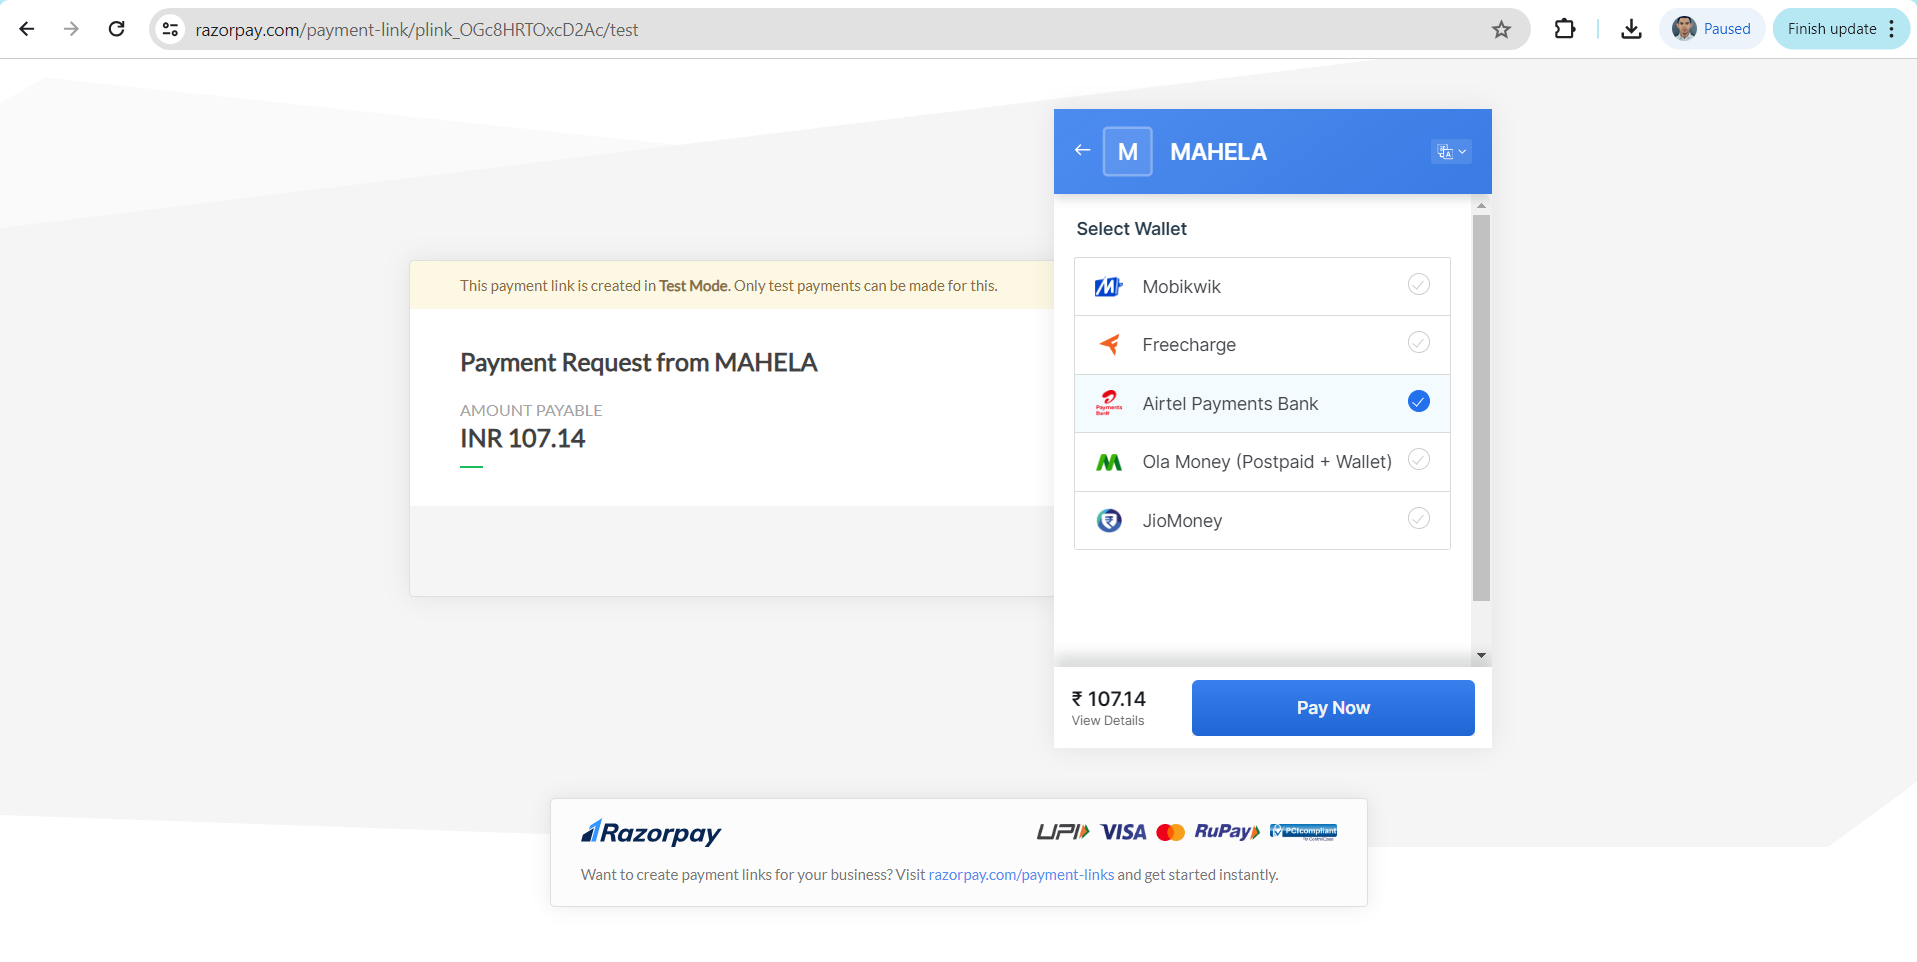 razorpay.com/payment-link/plink_OGc8HRTOxcD2Ac/test
Paused
Finish update
M
MAHELA
Select Wallet
Mobikwik
Freecharge
Payments
Bank
Airtel Payments Bank
Ola Money (Postpaid + Wallet)
JioMoney
₹ 107.14
View Details
Pay Now
This payment link is created in Test Mode. Only test payments can be made for this.
Payment Request from MAHELA
AMOUNT PAYABLE
INR 107.14
Razorpay
UPI VISA RuPay PCIcompliant
Want to create payment links for your business? Visit razorpay.com/payment-links and get started instantly.